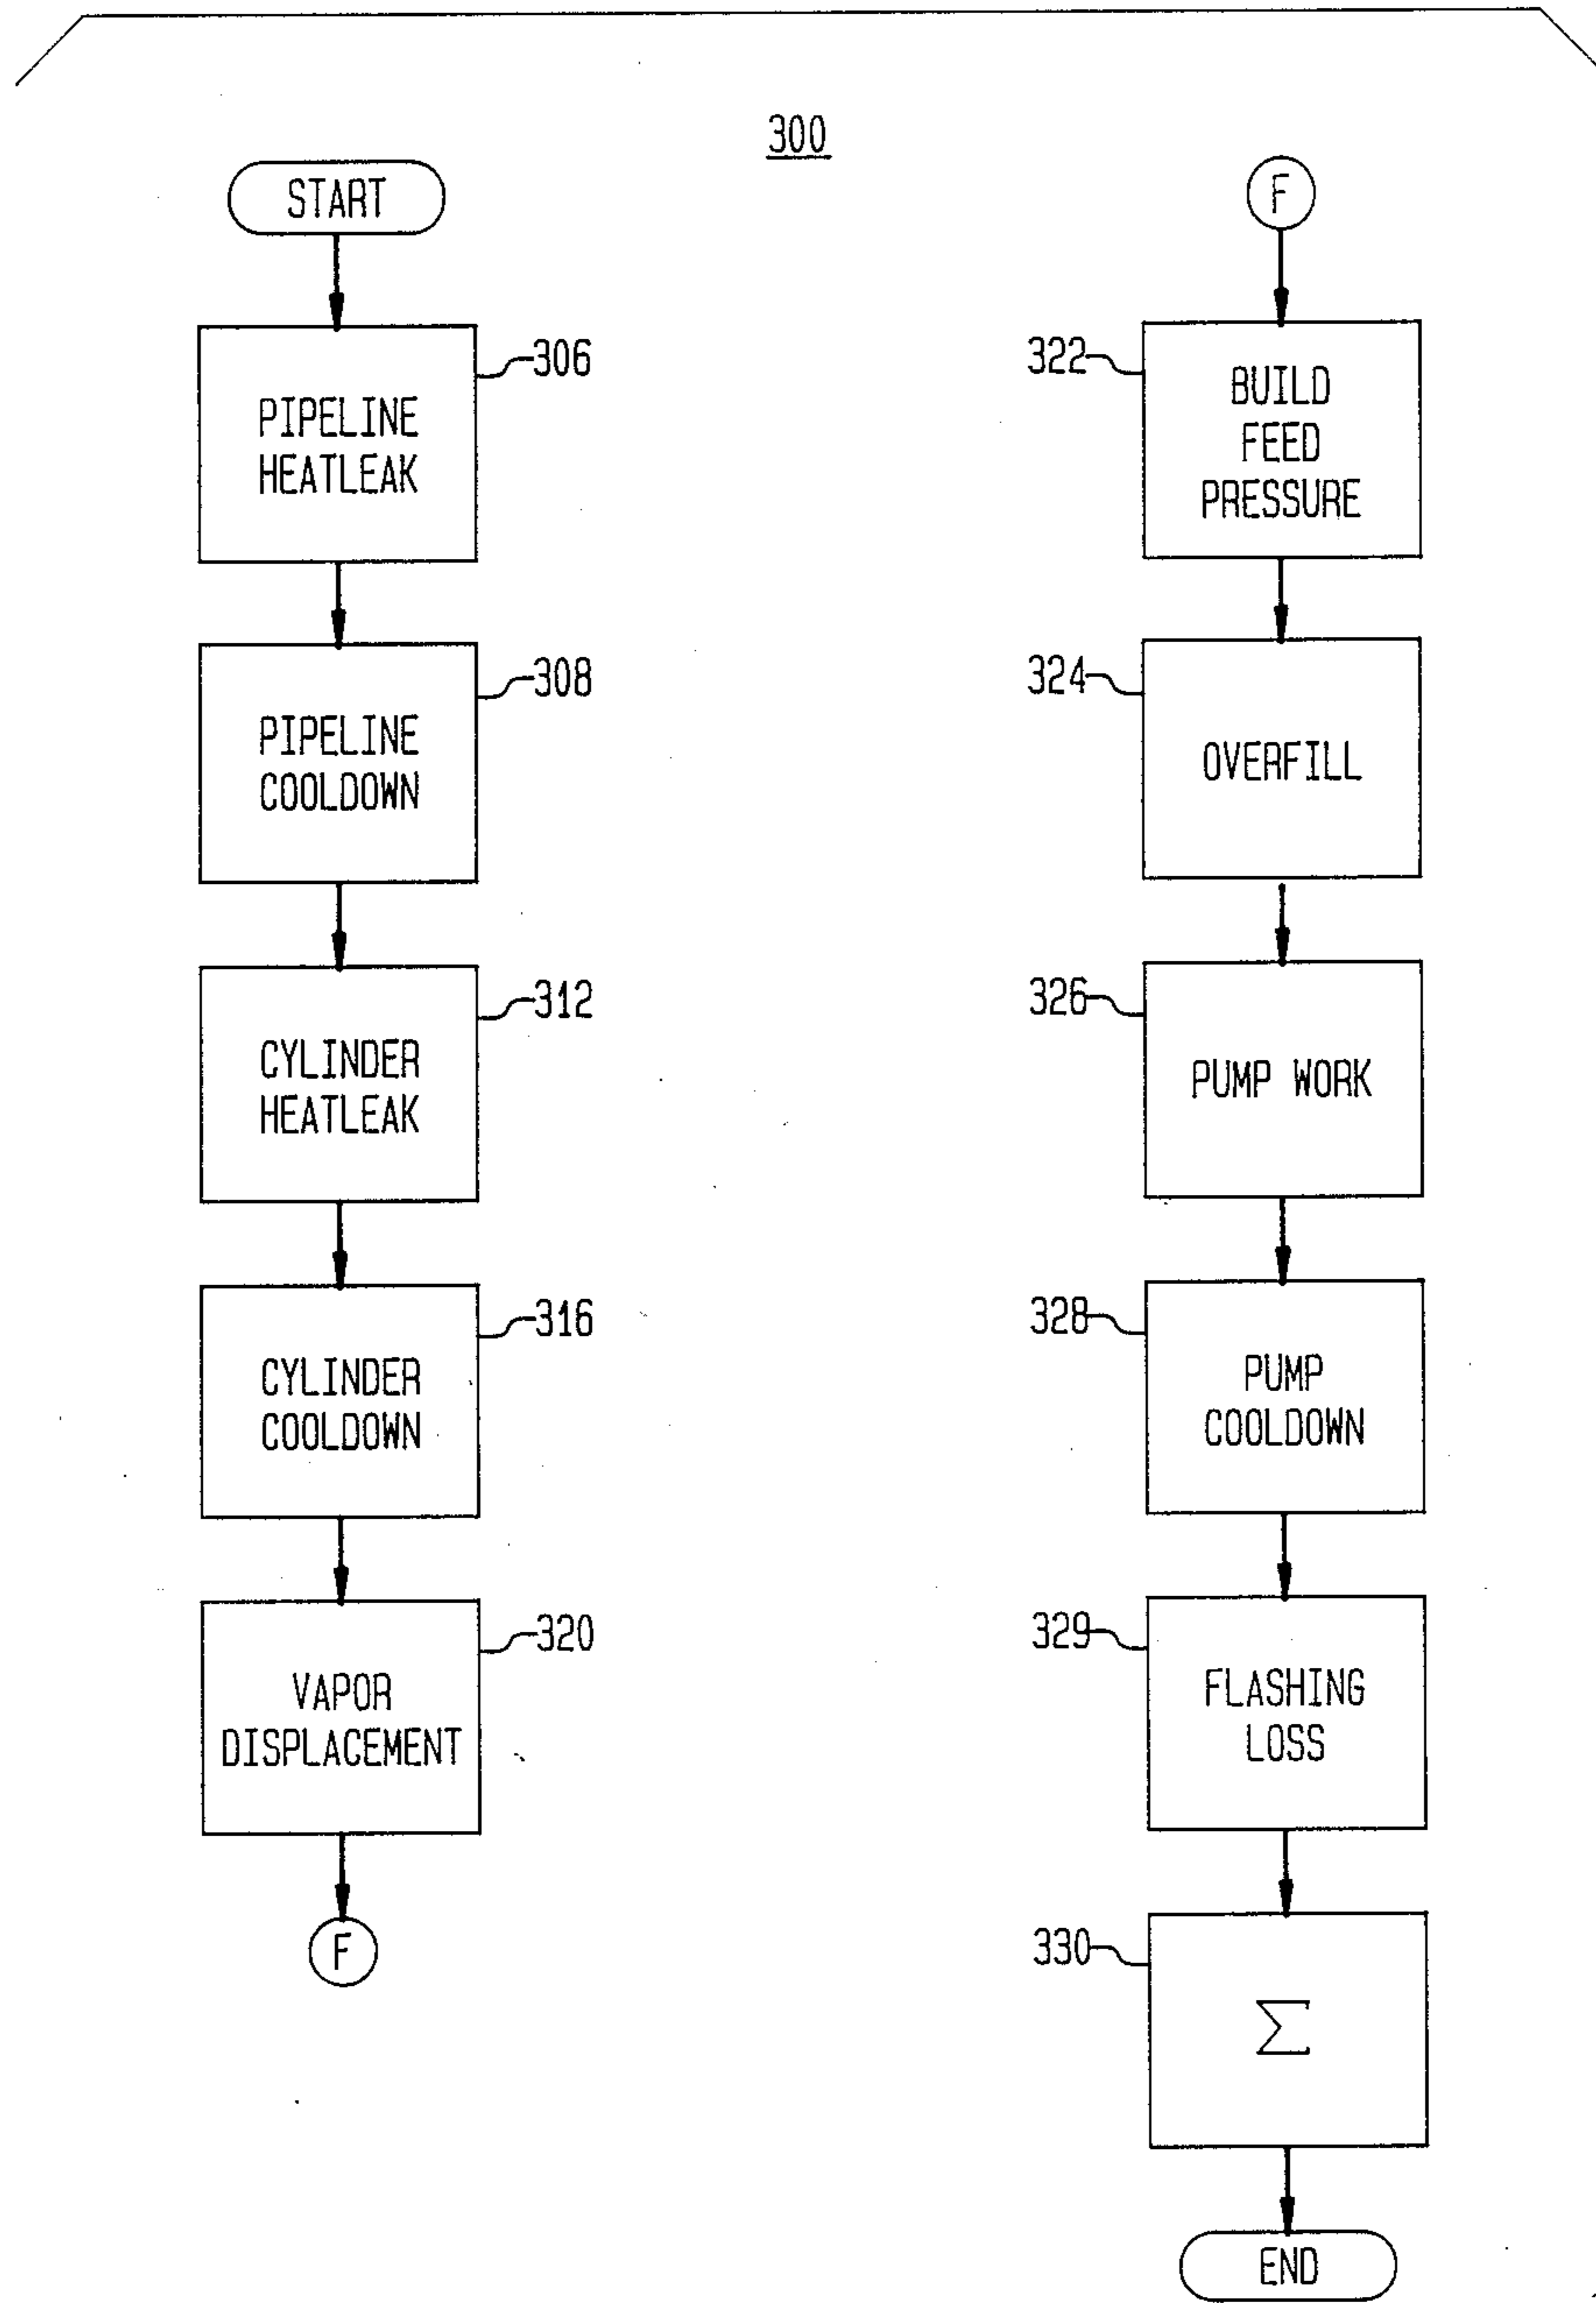 300
START
306
PIPELINE
HEATLEAK
308
PIPELINE
COOLDOWN
312
CYLINDER
HEATLEAK
316
CYLINDER
COOLDOWN
320
VAPOR
DISPLACEMENT
F
F
322
BUILD
FEED
PRESSURE
324
OVERFILL
326
PUMP WORK
328
PUMP
COOLDOWN
329
FLASHING
LOSS
330
Σ
END